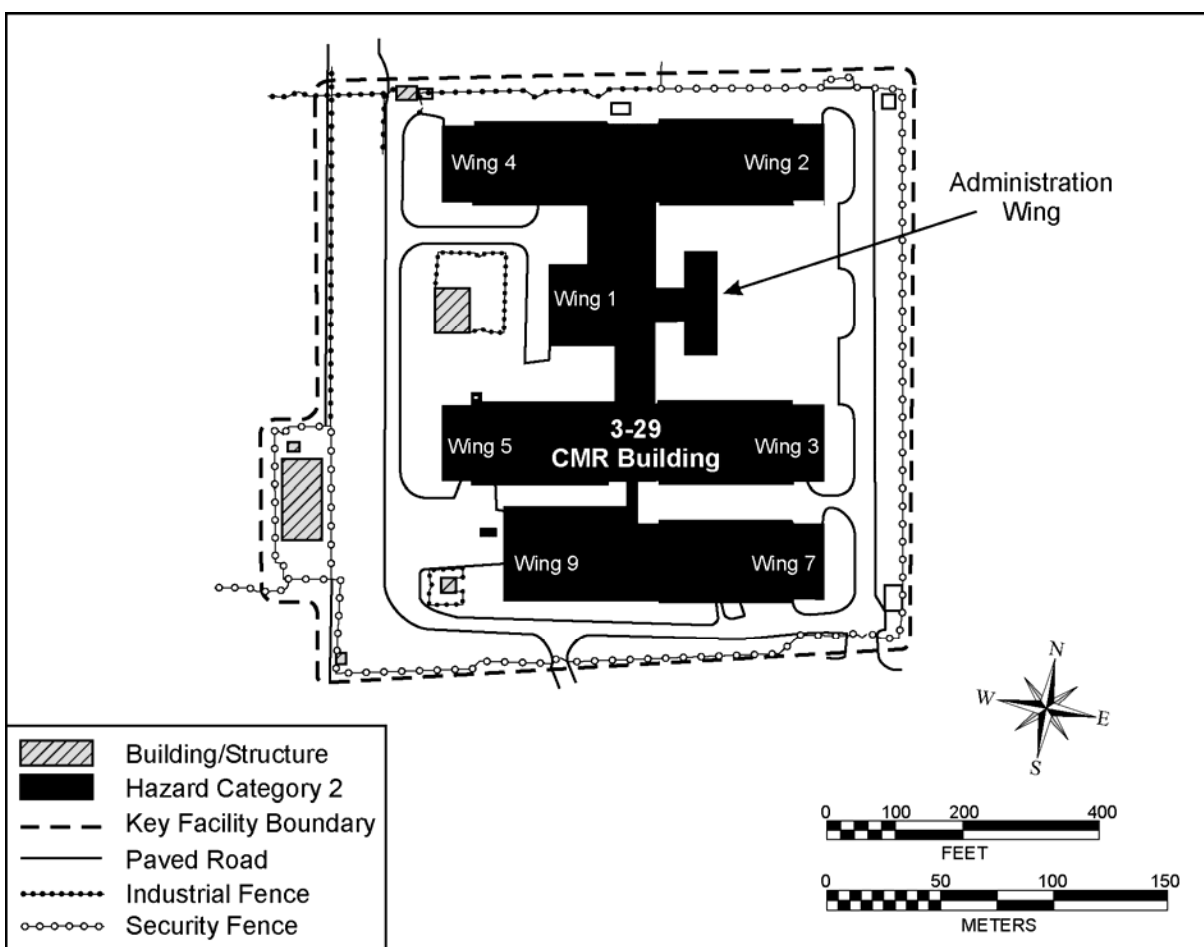 Wing 4
Wing 2
Administration
Wing
Wing 1
3-29
CMR Building
Wing 5
Wing 3
Wing 9
Wing 7
N
W
E
S
Building/Structure
Hazard Category 2
Key Facility Boundary
Paved Road
Industrial Fence
Security Fence
0 100 200 400
FEET
0 50 100 150
METERS